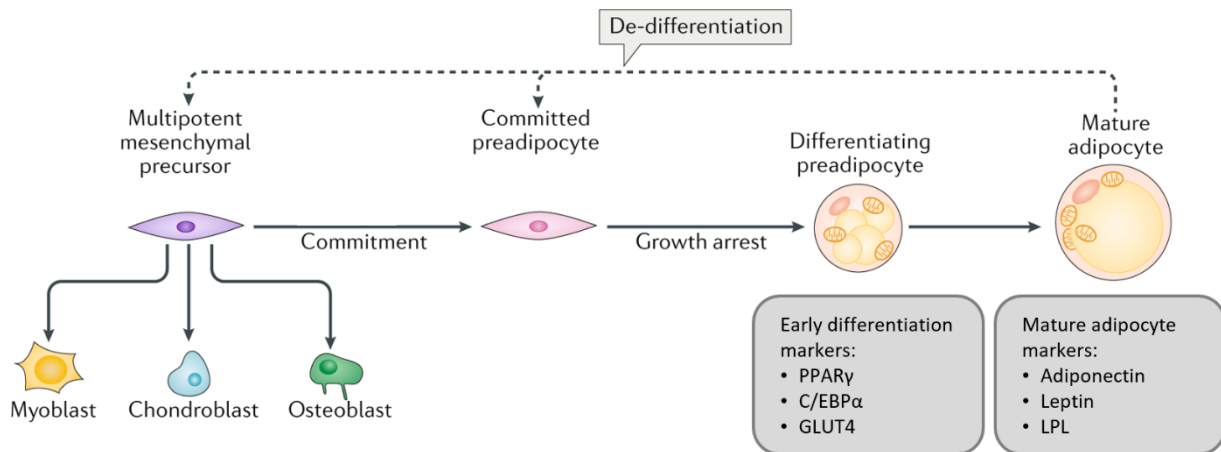 De-differentiation
Multipotent
mesenchymal
precursor
Committed
preadipocyte
Differentiating
preadipocyte
Mature
adipocyte
Commitment
Growth arrest
Myoblast
Chondroblast
Osteoblast
Early differentiation
markers:
• PPARγ
• C/EBPα
• GLUT4
Mature adipocyte
markers:
• Adiponectin
• Leptin
• LPL